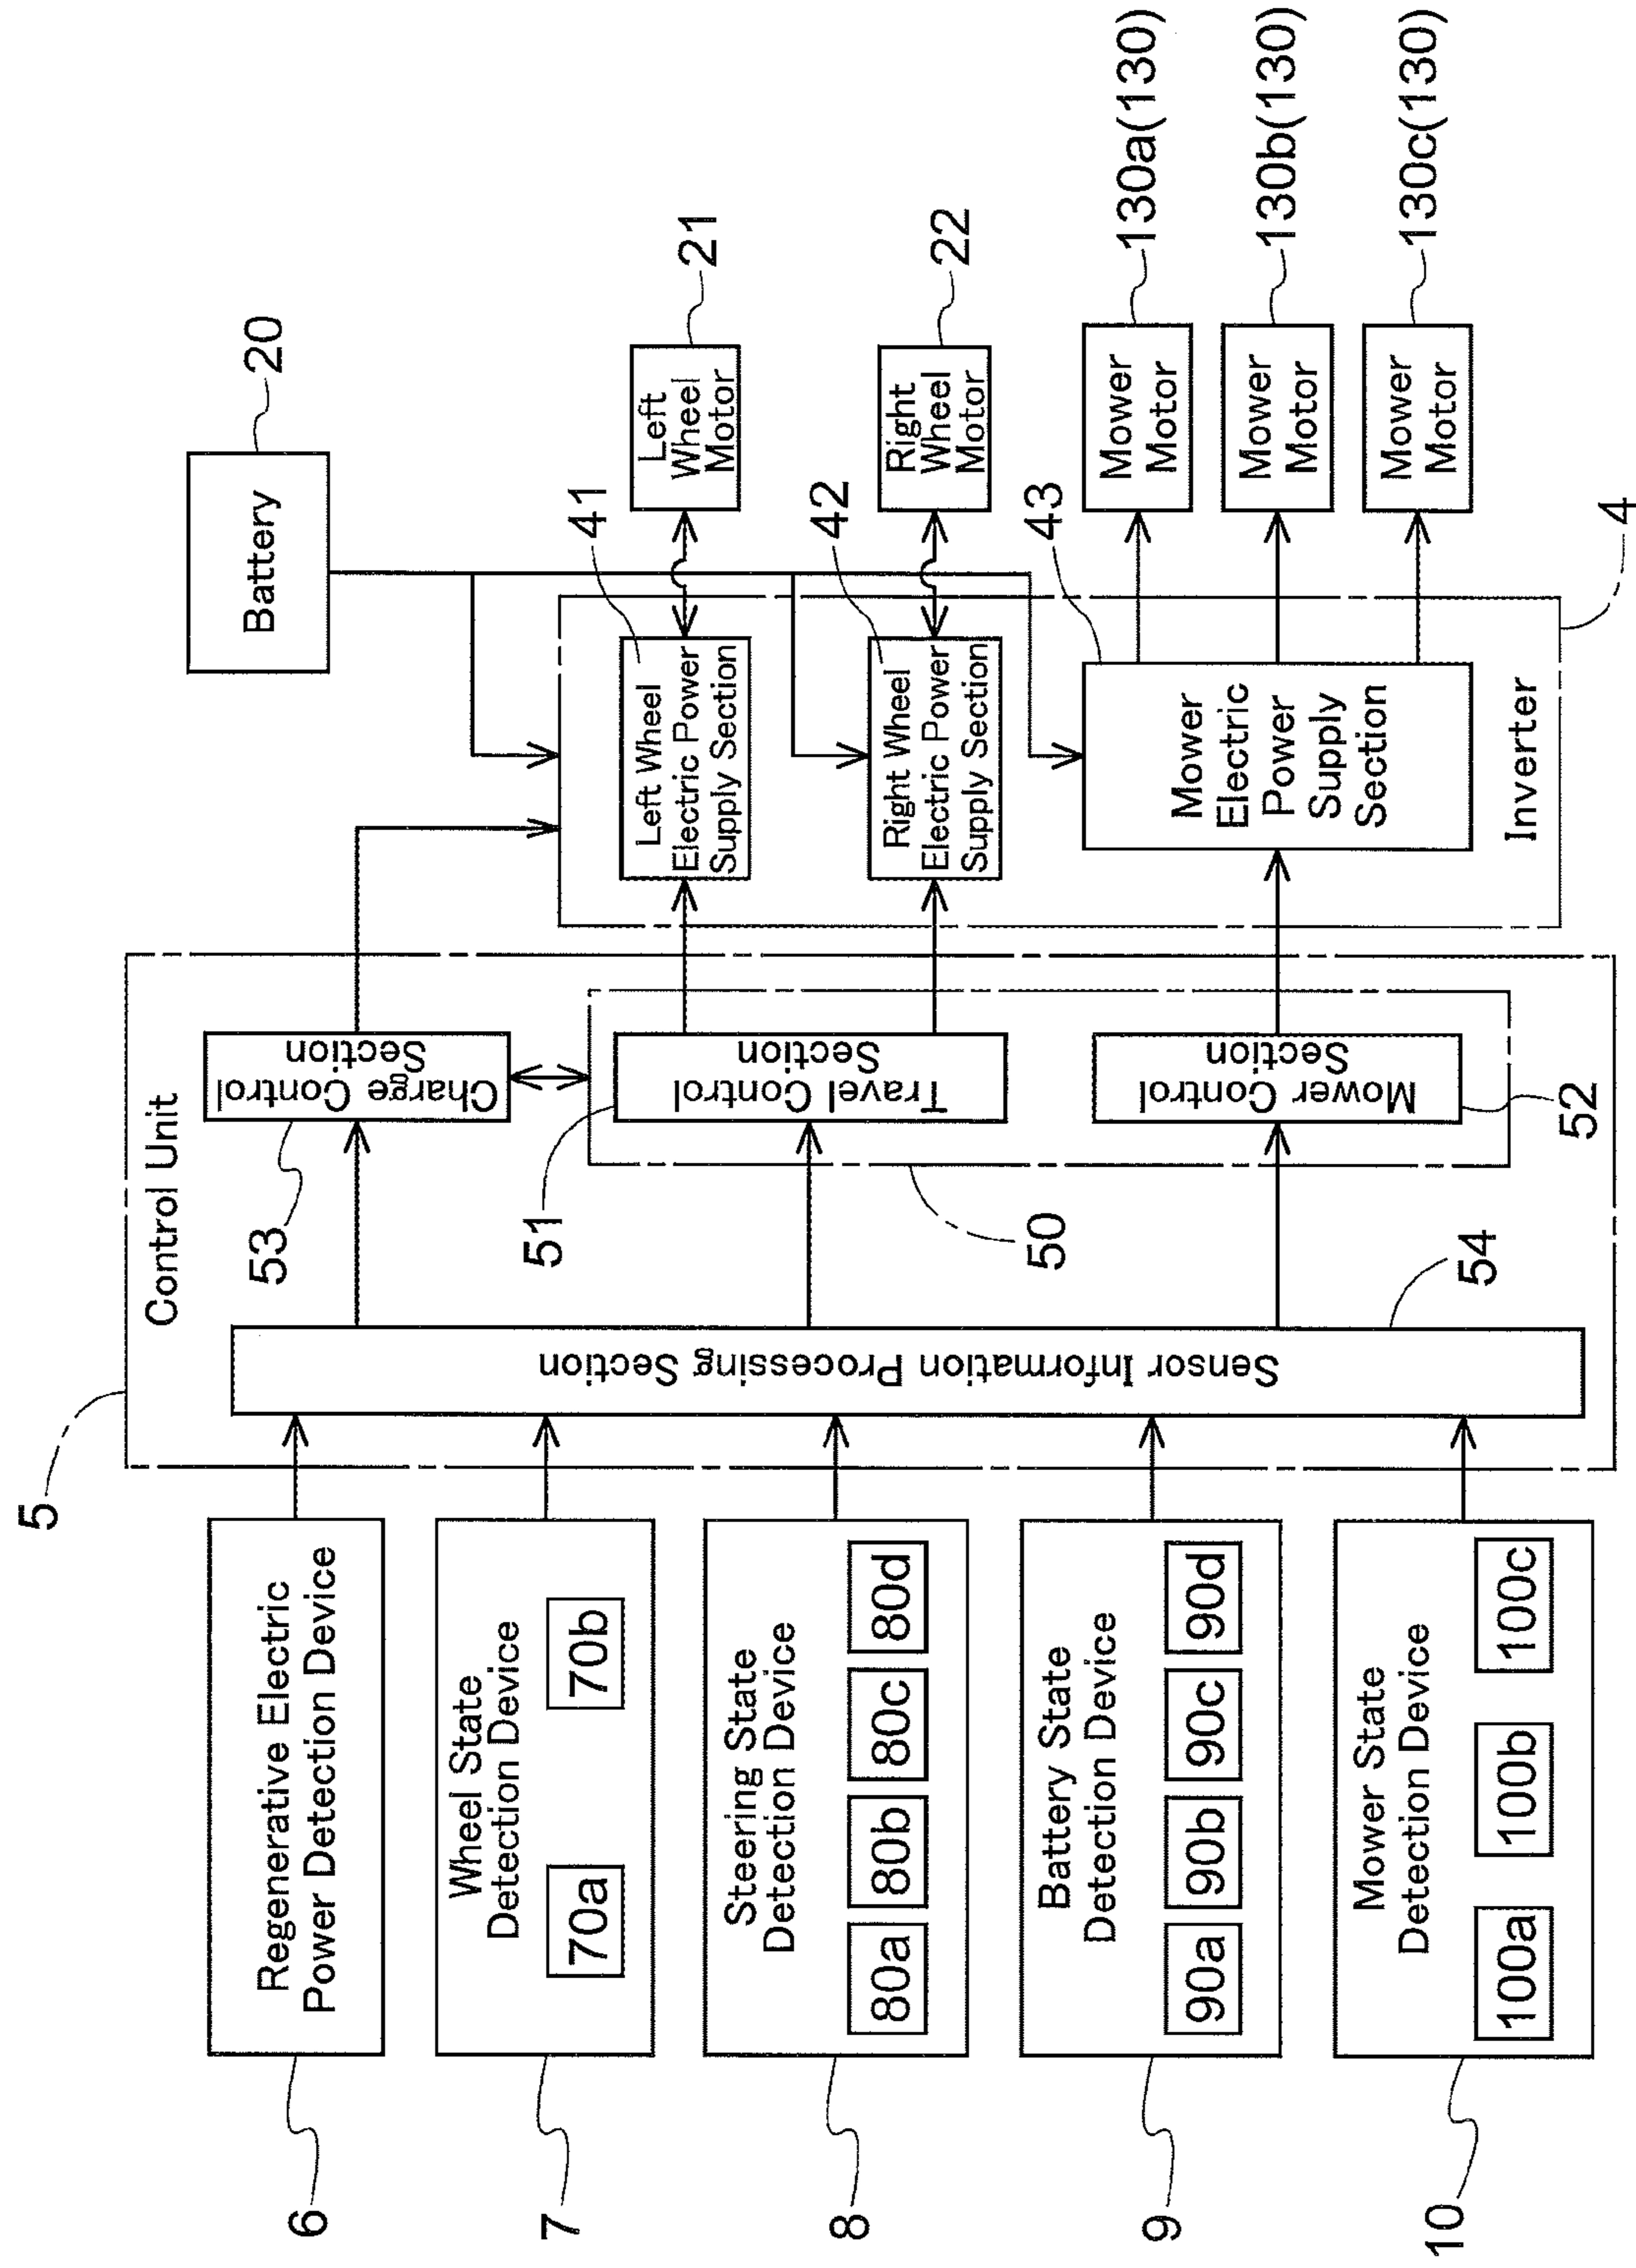 5
Control Unit
Battery
20
6
Regenerative Electric
Power Detection Device
53
Charge Control
Section
7
Wheel State
Detection Device
70a
70b
51
Travel Control
Section
41
Left Wheel
Electric Power
Supply Section
Left
Wheel
Motor
21
8
Steering State
Detection Device
80a
80b
80c
80d
Sensor Information Processing Section
50
42
Right Wheel
Electric Power
Supply Section
Right
Wheel
Motor
22
9
Battery State
Detection Device
90a
90b
90c
90d
43
Mower
Electric
Power
Supply
Section
Mower
Motor
130a(130)
Mower
Motor
130b(130)
Mower
Motor
130c(130)
10
Mower State
Detection Device
100a
100b
100c
54
Mower Control
Section
52
Inverter
4